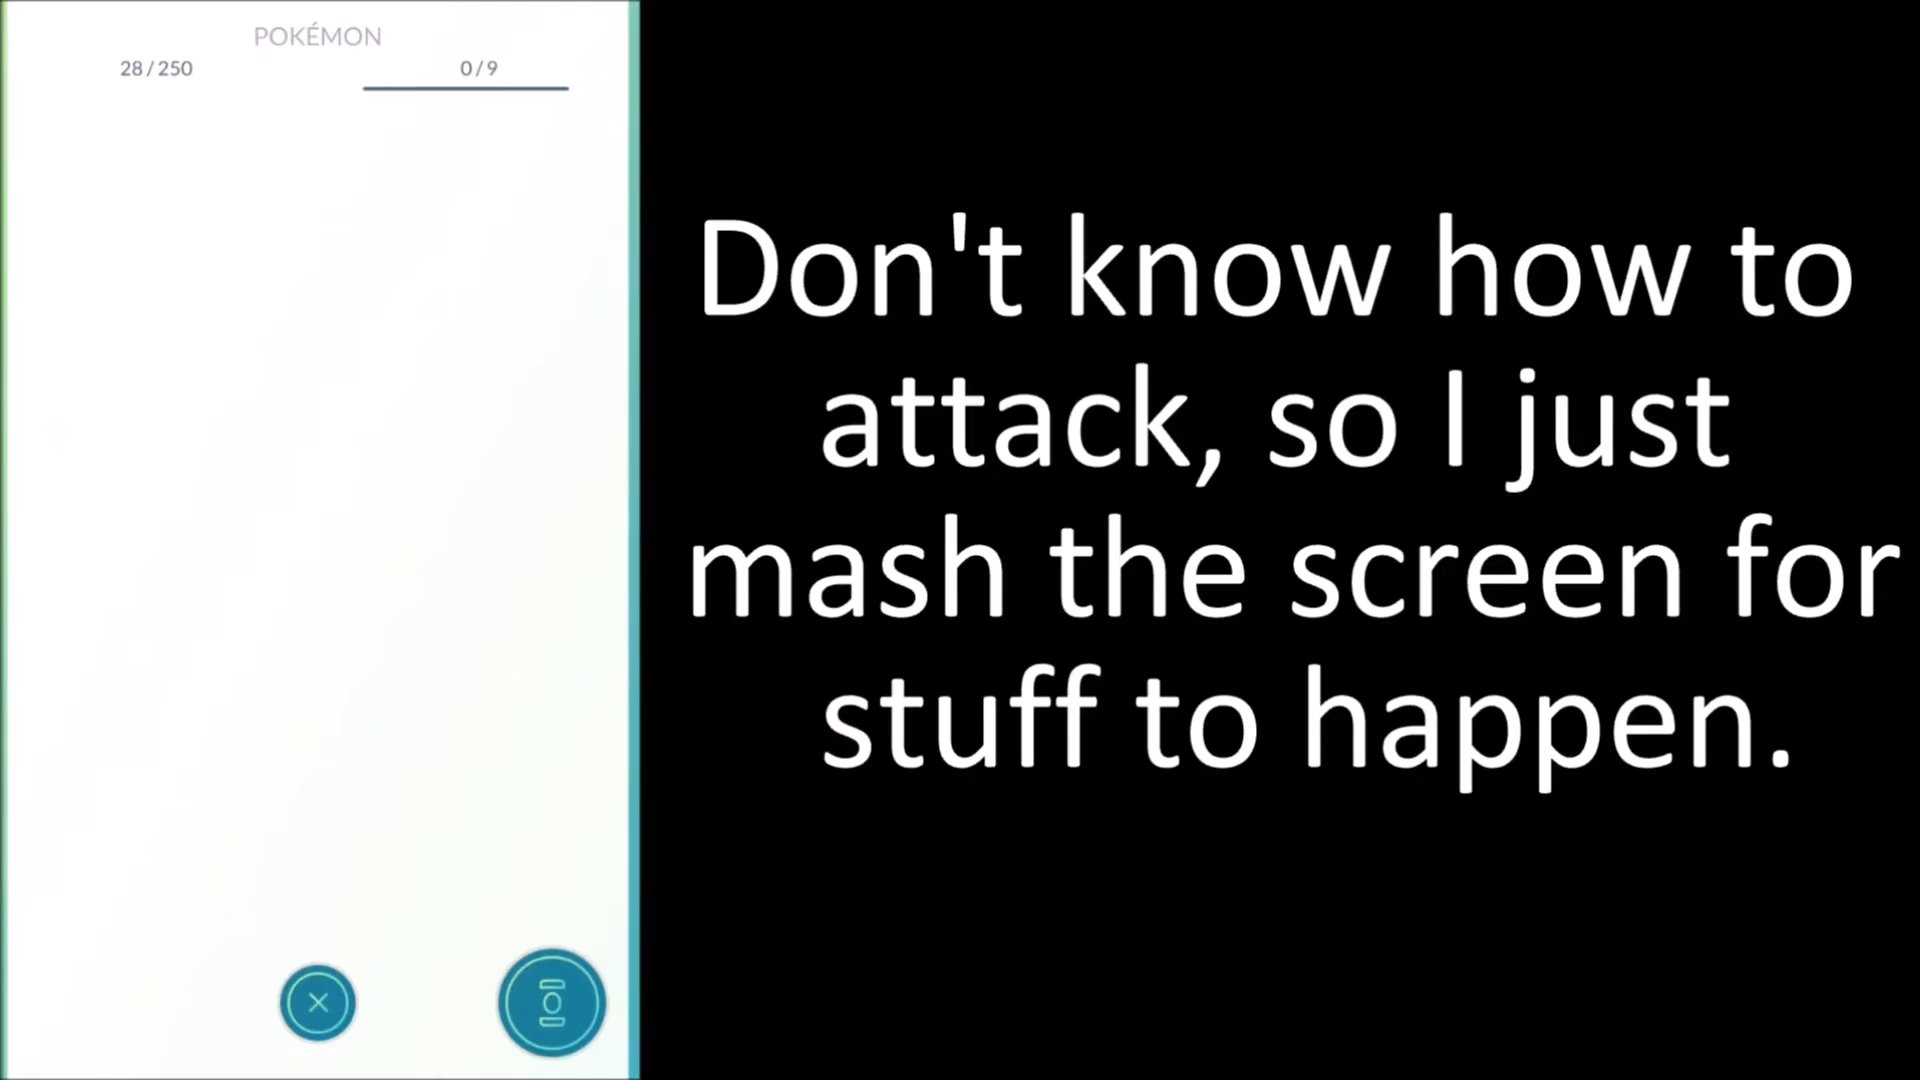 POKÉMON
28/250
0/9
Don't know how to
attack, so I just
mash the screen for
stuff to happen.